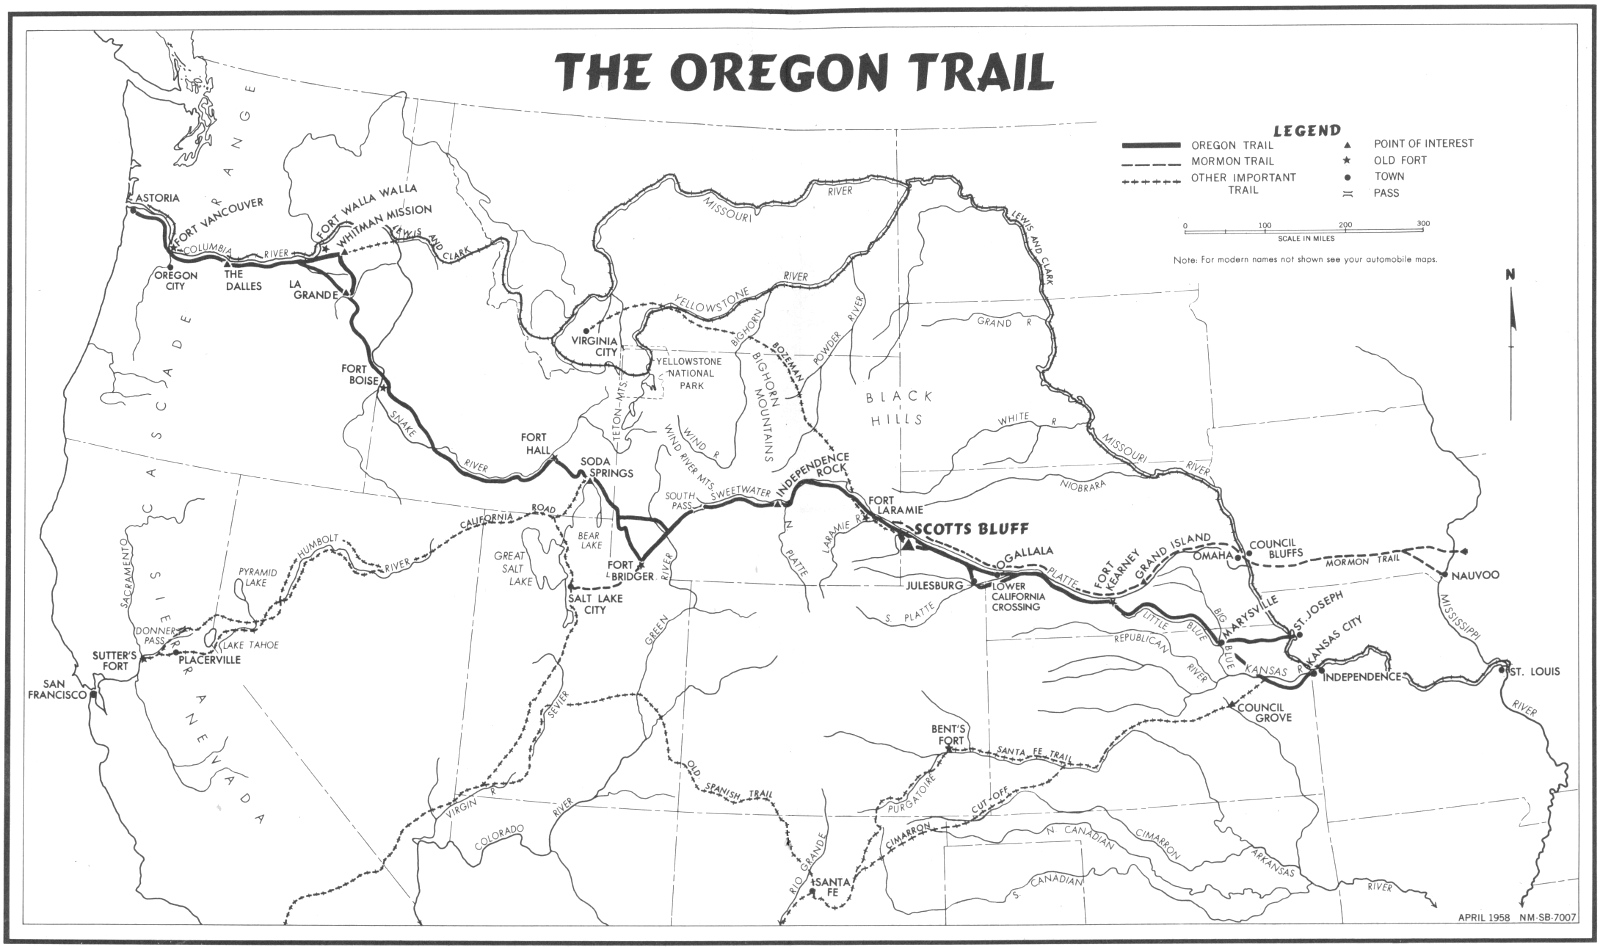 THE OREGON TRAIL
LEGEND
OREGON TRAIL
MORMON TRAIL
OTHER IMPORTANT
TRAIL
POINT OF INTEREST
OLD FORT
TOWN
PASS
0 100 200 300
SCALE IN MILES
Note: For modern names not shown see your automobile maps.
N
ASTORIA
FORT VANCOUVER
COLUMBIA
RIVER
OREGON
CITY
THE
DALLES
FORT WALLA WALLA
WHITMAN MISSION
LEWIS AND
CLARK
LA
GRANDE
CASCADE RANGE
FORT
BOISE
SNAKE
RIVER
FORT
HALL
SODA
SPRINGS
VIRGINIA
CITY
MISSOURI
RIVER
YELLOWSTONE
RIVER
LEWIS AND CLARK
YELLOWSTONE
NATIONAL
PARK
TETON MTS.
BIGHORN
BIGHORN
MOUNTAINS
BOZEMAN
POWDER RIVER
WIND R
WIND RIVER MTS.
GRAND R
BLACK
HILLS
WHITE R
MISSOURI
RIVER
NIOBRARA
SOUTH
PASS
SWEETWATER
INDEPENDENCE
ROCK
N
PLATTE
LARAMIE R
FORT
LARAMIE
SCOTTS BLUFF
OGALLALA
JULESBURG
LOWER
CALIFORNIA
CROSSING
S. PLATTE
PLATTE
FORT
KEARNEY
GRAND ISLAND
OMAHA
COUNCIL
BLUFFS
MORMON TRAIL
NAUVOO
MISSISSIPPI
LITTLE
BLUE
BIG
BLUE
MARYSVILLE
ST. JOSEPH
KANSAS CITY
REPUBLICAN
RIVER
KANSAS R
INDEPENDENCE
ST. LOUIS
RIVER
COUNCIL
GROVE
CALIFORNIA
ROAD
HUMBOLT
RIVER
PYRAMID
LAKE
SACRAMENTO
DONNER
PASS
LAKE TAHOE
SUTTER'S
FORT
PLACERVILLE
SAN
FRANCISCO
SIERRA NEVADA
GREAT
SALT
LAKE
BEAR
LAKE
FORT
BRIDGER
RIVER
GREEN
SALT LAKE
CITY
SEVIER
VIRGIN R
COLORADO
RIVER
OLD
SPANISH TRAIL
BENT'S
FORT
SANTA FE TRAIL
PURGATOIRE
CIMARRON
CUT-OFF
RIO GRANDE
SANTA
FE
N CANADIAN
CIMARRON
ARKANSAS
RIVER
S CANADIAN
APRIL 1958 NM-SB-7007